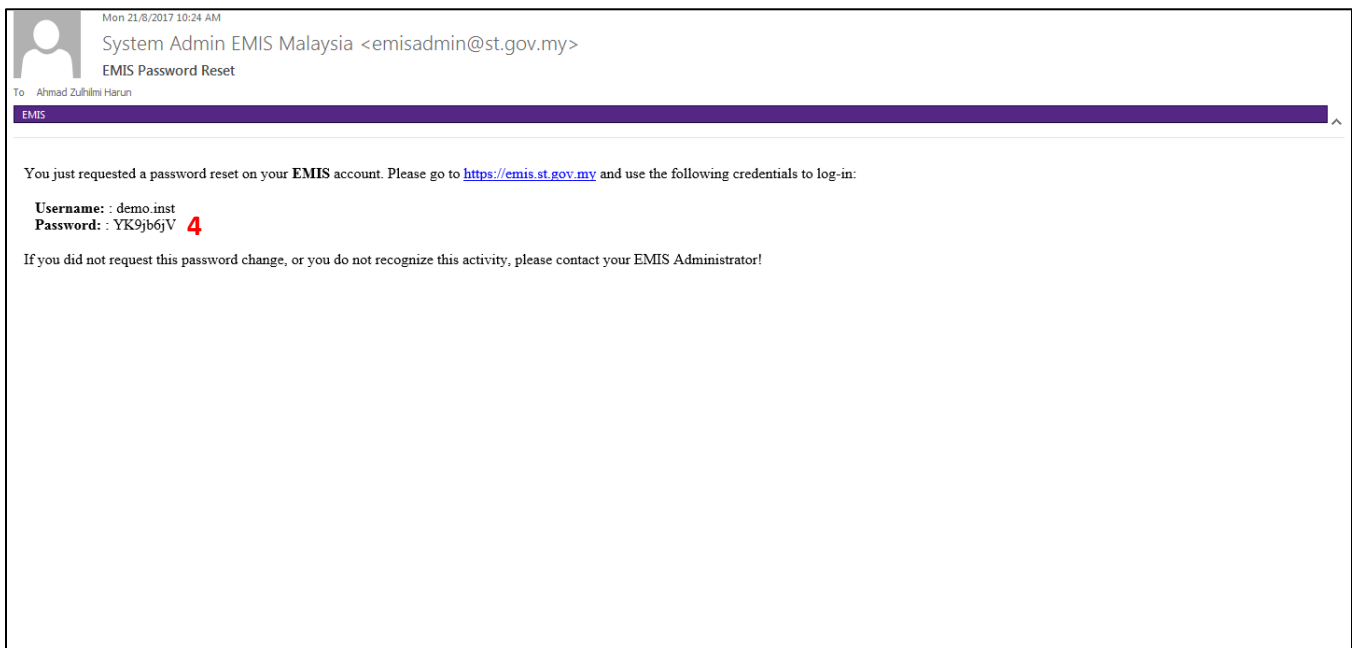 Mon 21/8/2017 10:24 AM
System Admin EMIS Malaysia <emisadmin@st.gov.my>
EMIS Password Reset
To Ahmad Zulhilmi Harun
EMIS
You just requested a password reset on your EMIS account. Please go to https://emis.st.gov.my and use the following credentials to log-in:
Username: : demo.inst
Password: : YK9jb6jV 4
If you did not request this password change, or you do not recognize this activity, please contact your EMIS Administrator!